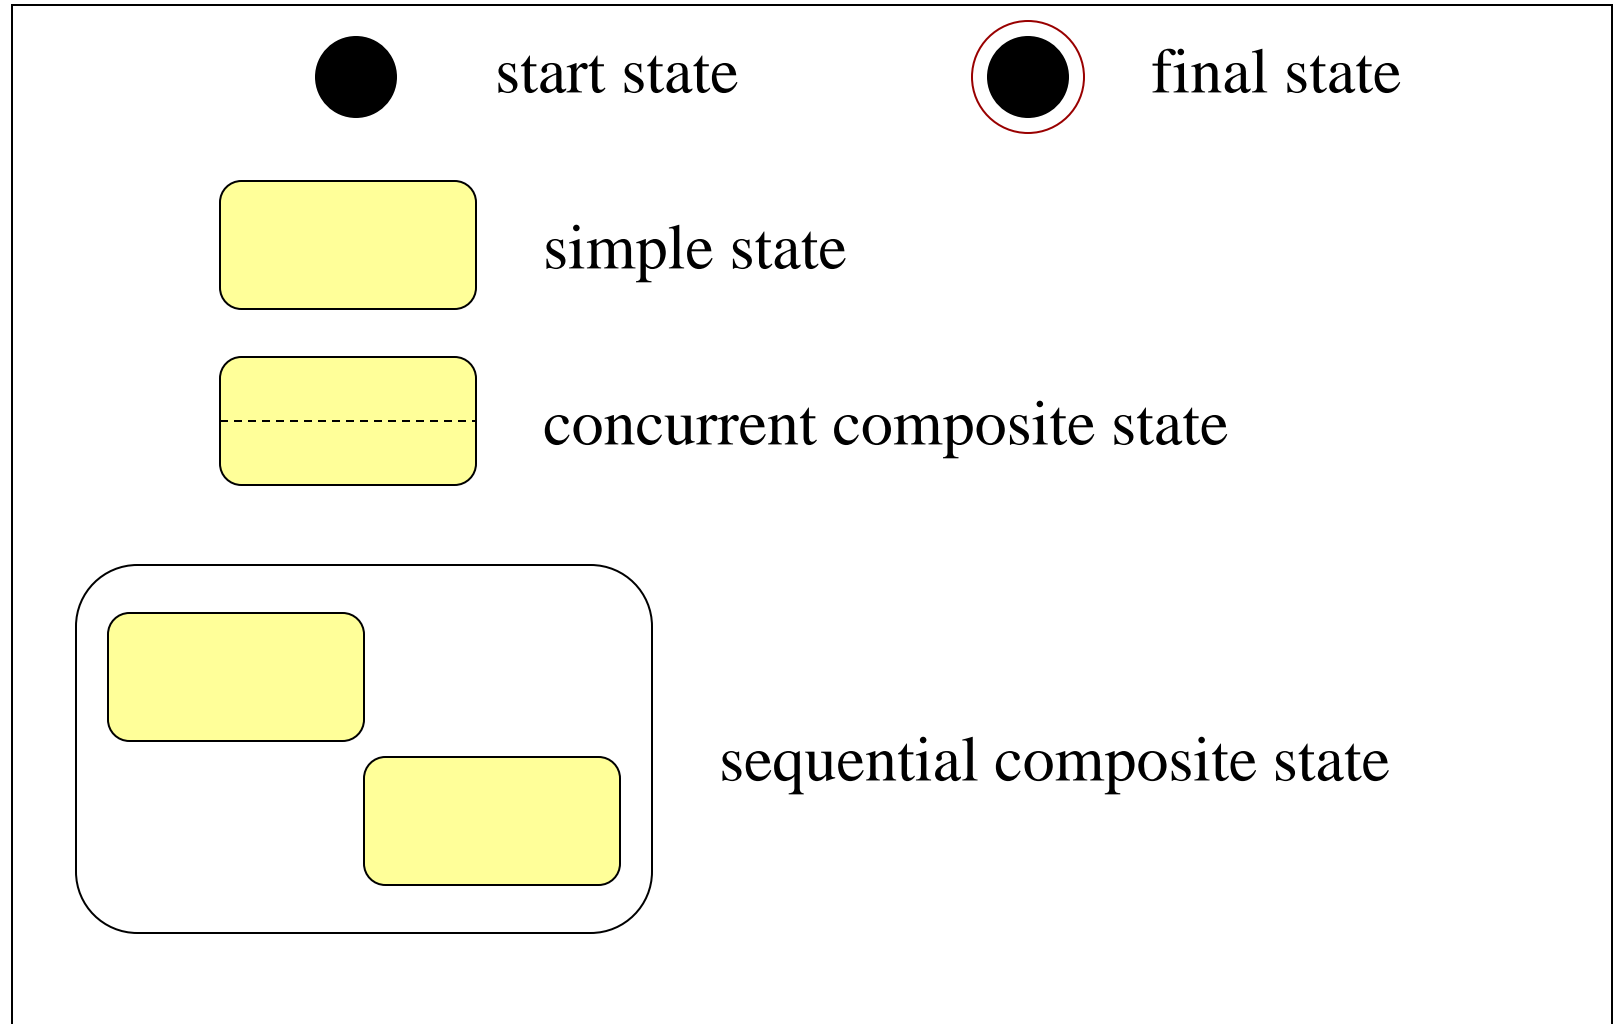 start state
final state
simple state
concurrent composite state
sequential composite state